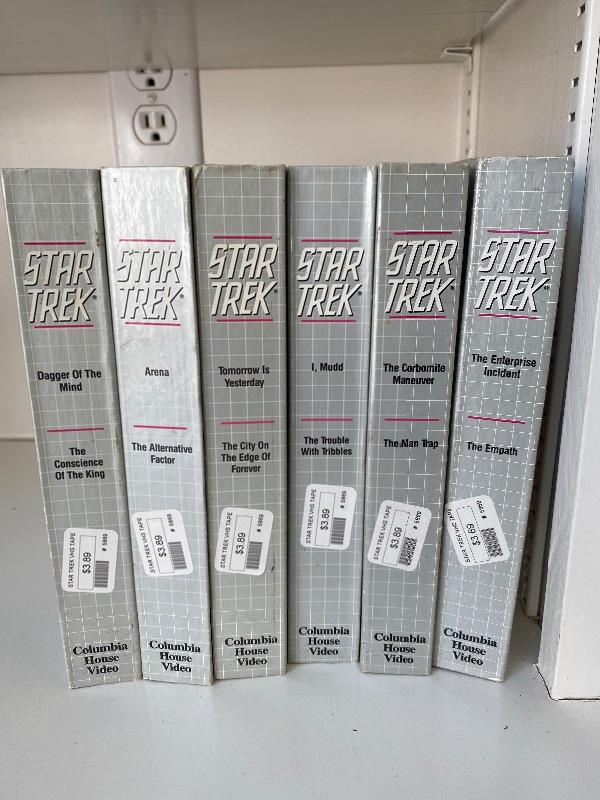 STAR
TREK
Dagger Of The
Mind
The
Conscience
Of The King
STAR TREK VHS TAPE
$3.89
# 5869
Columbia
House
Video
STAR
TREK
Arena
The Alternative
Factor
STAR TREK VHS TAPE
$3.89
# 5869
Columbia
House
Video
STAR
TREK
Tomorrow Is
Yesterday
The City On
The Edge Of
Forever
STAR TREK VHS TAPE
$3.89
# 5869
Columbia
House
Video
STAR
TREK®
I, Mudd
The Trouble
With Tribbles
STAR TREK VHS TAPE
$3.89
# 5869
Columbia
House
Video
STAR
TREK
The Corbomite
Maneuver
The Man Trap
STAR TREK VHS TAPE
$3.89
Columbia
House
Video
STAR
TREK
The Enterprise
Incident
The Empath
STAR TREK VHS TAPE
$3.89
Columbia
House
Video